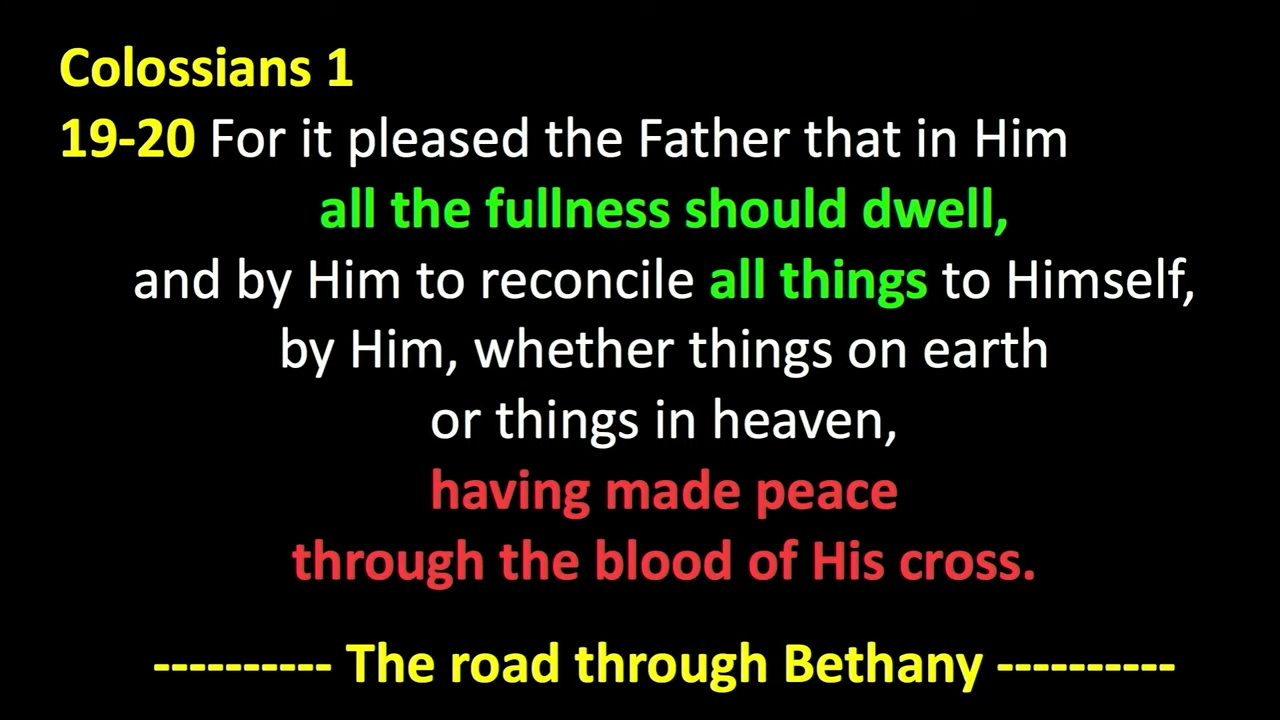 Colossians 1
19-20 For it pleased the Father that in Him
all the fullness should dwell,
and by Him to reconcile all things to Himself,
by Him, whether things on earth
or things in heaven,
having made peace
through the blood of His cross.
---------- The road through Bethany ----------